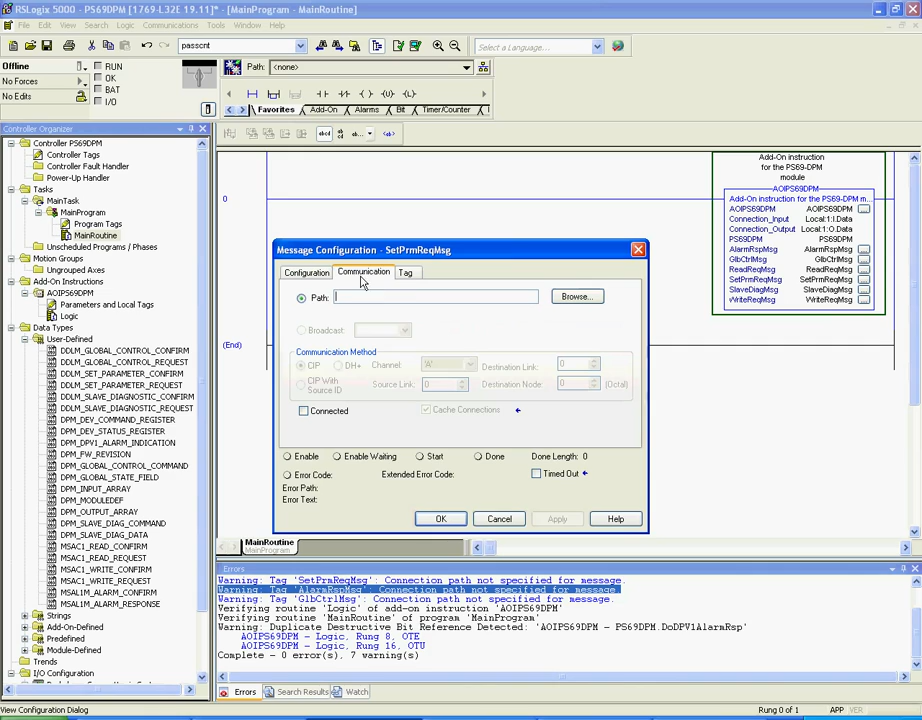 RSLogix 5000 - PS69DPM [1769-L32E 19.11]* - [MainProgram - MainRoutine]
File Edit View Search Logic Communications Tools Window Help
passcnt
Select a Language...
Offline
RUN
No Forces
OK
No Edits
BAT
I/O
Path: <none>
Favorites Add-On Alarms Bit Timer/Counter
Controller Organizer
Controller PS69DPM
Controller Tags
Controller Fault Handler
Power-Up Handler
Tasks
MainTask
MainProgram
Program Tags
MainRoutine
Unscheduled Programs / Phases
Motion Groups
Ungrouped Axes
Add-On Instructions
AOIPS69DPM
Parameters and Local Tags
Logic
Data Types
User-Defined
DDLM_GLOBAL_CONTROL_CONFIRM
DDLM_GLOBAL_CONTROL_REQUEST
DDLM_SET_PARAMETER_CONFIRM
DDLM_SET_PARAMETER_REQUEST
DDLM_SLAVE_DIAGNOSTIC_CONFIRM
DDLM_SLAVE_DIAGNOSTIC_REQUEST
DPM_DEV_COMMAND_REGISTER
DPM_DEV_STATUS_REGISTER
DPM_DPV1_ALARM_INDICATION
DPM_FW_REVISION
DPM_GLOBAL_CONTROL_COMMAND
DPM_GLOBAL_STATE_FIELD
DPM_INPUT_ARRAY
DPM_MODULEDEF
DPM_OUTPUT_ARRAY
DPM_SLAVE_DIAG_COMMAND
DPM_SLAVE_DIAG_DATA
MSAC1_READ_CONFIRM
MSAC1_READ_REQUEST
MSAC1_WRITE_CONFIRM
MSAC1_WRITE_REQUEST
MSAL1M_ALARM_CONFIRM
MSAL1M_ALARM_RESPONSE
Strings
Add-On-Defined
Predefined
Module-Defined
Trends
I/O Configuration
0
(End)
Add-On instruction
for the PS69-DPM
module
AOIPS69DPM
Add-On instruction for the PS69-DPM m...
AOIPS69DPM AOIPS69DPM ...
Connection_Input Local:1:I.Data
Connection_Output Local:1:O.Data
PS69DPM PS69DPM
AlarmRspMsg AlarmRspMsg ...
GlbCtrlMsg GlbCtrlMsg ...
ReadReqMsg ReadReqMsg ...
SetPrmReqMsg SetPrmReqMsg ...
SlaveDiagMsg SlaveDiagMsg ...
WriteReqMsg WriteReqMsg ...
Message Configuration - SetPrmReqMsg
Configuration Communication Tag
Path: Browse...
Broadcast:
Communication Method
CIP DH+ Channel: 'A' Destination Link: 0
CIP With
Source ID
Source Link: 0 Destination Node: 0 (Octal)
Connected Cache Connections
Enable Enable Waiting Start Done Done Length: 0
Error Code: Extended Error Code: Timed Out
Error Path:
Error Text:
OK Cancel Apply Help
MainRoutine
MainProgram
Errors
Warning: Tag 'SetPrmReqMsg': Connection path not specified for message.
Warning: Tag 'AlarmRspMsg': Connection path not specified for message.
Warning: Tag 'GlbCtrlMsg': Connection path not specified for message.
Verifying routine 'Logic' of add-on instruction 'AOIPS69DPM'
Verifying routine 'MainRoutine' of program 'MainProgram'
Warning: Duplicate Destructive Bit Reference Detected: 'AOIPS69DPM - PS69DPM.DoDPV1AlarmRsp'
AOIPS69DPM - Logic, Rung 8, OTE
AOIPS69DPM - Logic, Rung 16, OTU
Complete - 0 error(s), 7 warning(s)
Errors Search Results Watch
View Configuration Dialog
Rung 0 of 1 APP VER